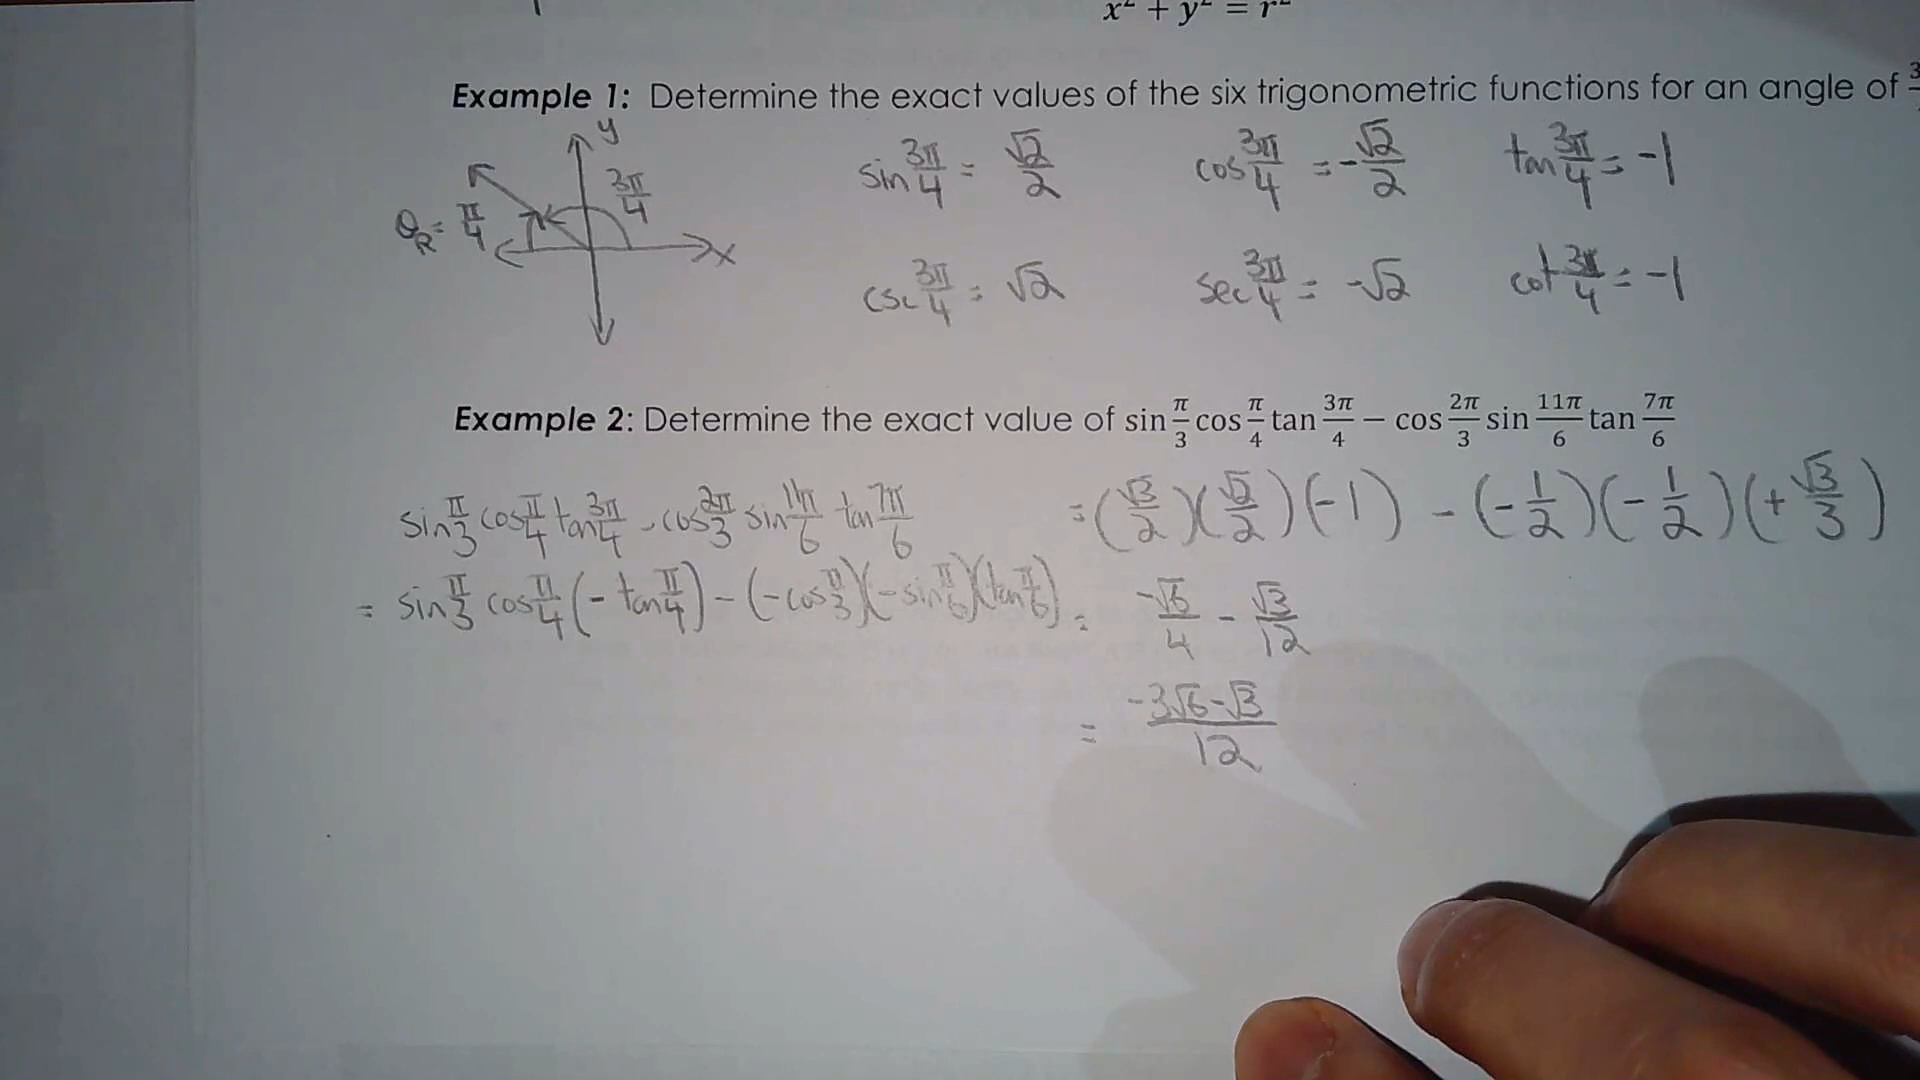 x² + y² = r²
Example 1: Determine the exact values of the six trigonometric functions for an angle of
y
x
3π/4
θ_R = π/4
sin 3π/4 = √2/2
cos 3π/4 = -√2/2
tan 3π/4 = -1
csc 3π/4 = √2
sec 3π/4 = -√2
cot 3π/4 = -1
Example 2: Determine the exact value of sin π/3 cos π/4 tan 3π/4 − cos 2π/3 sin 11π/6 tan 7π/6
sin π/3 cos π/4 tan 3π/4 - cos 2π/3 sin 11π/6 tan 7π/6
= sin π/3 cos π/4 (- tan π/4) - (-cos π/3)(-sin π/6)(tan π/6)
= (√3/2)(√2/2)(-1) - (-1/2)(-1/2)(+√3/3)
= -√6/4 - √3/12
= (-3√6-√3)/12